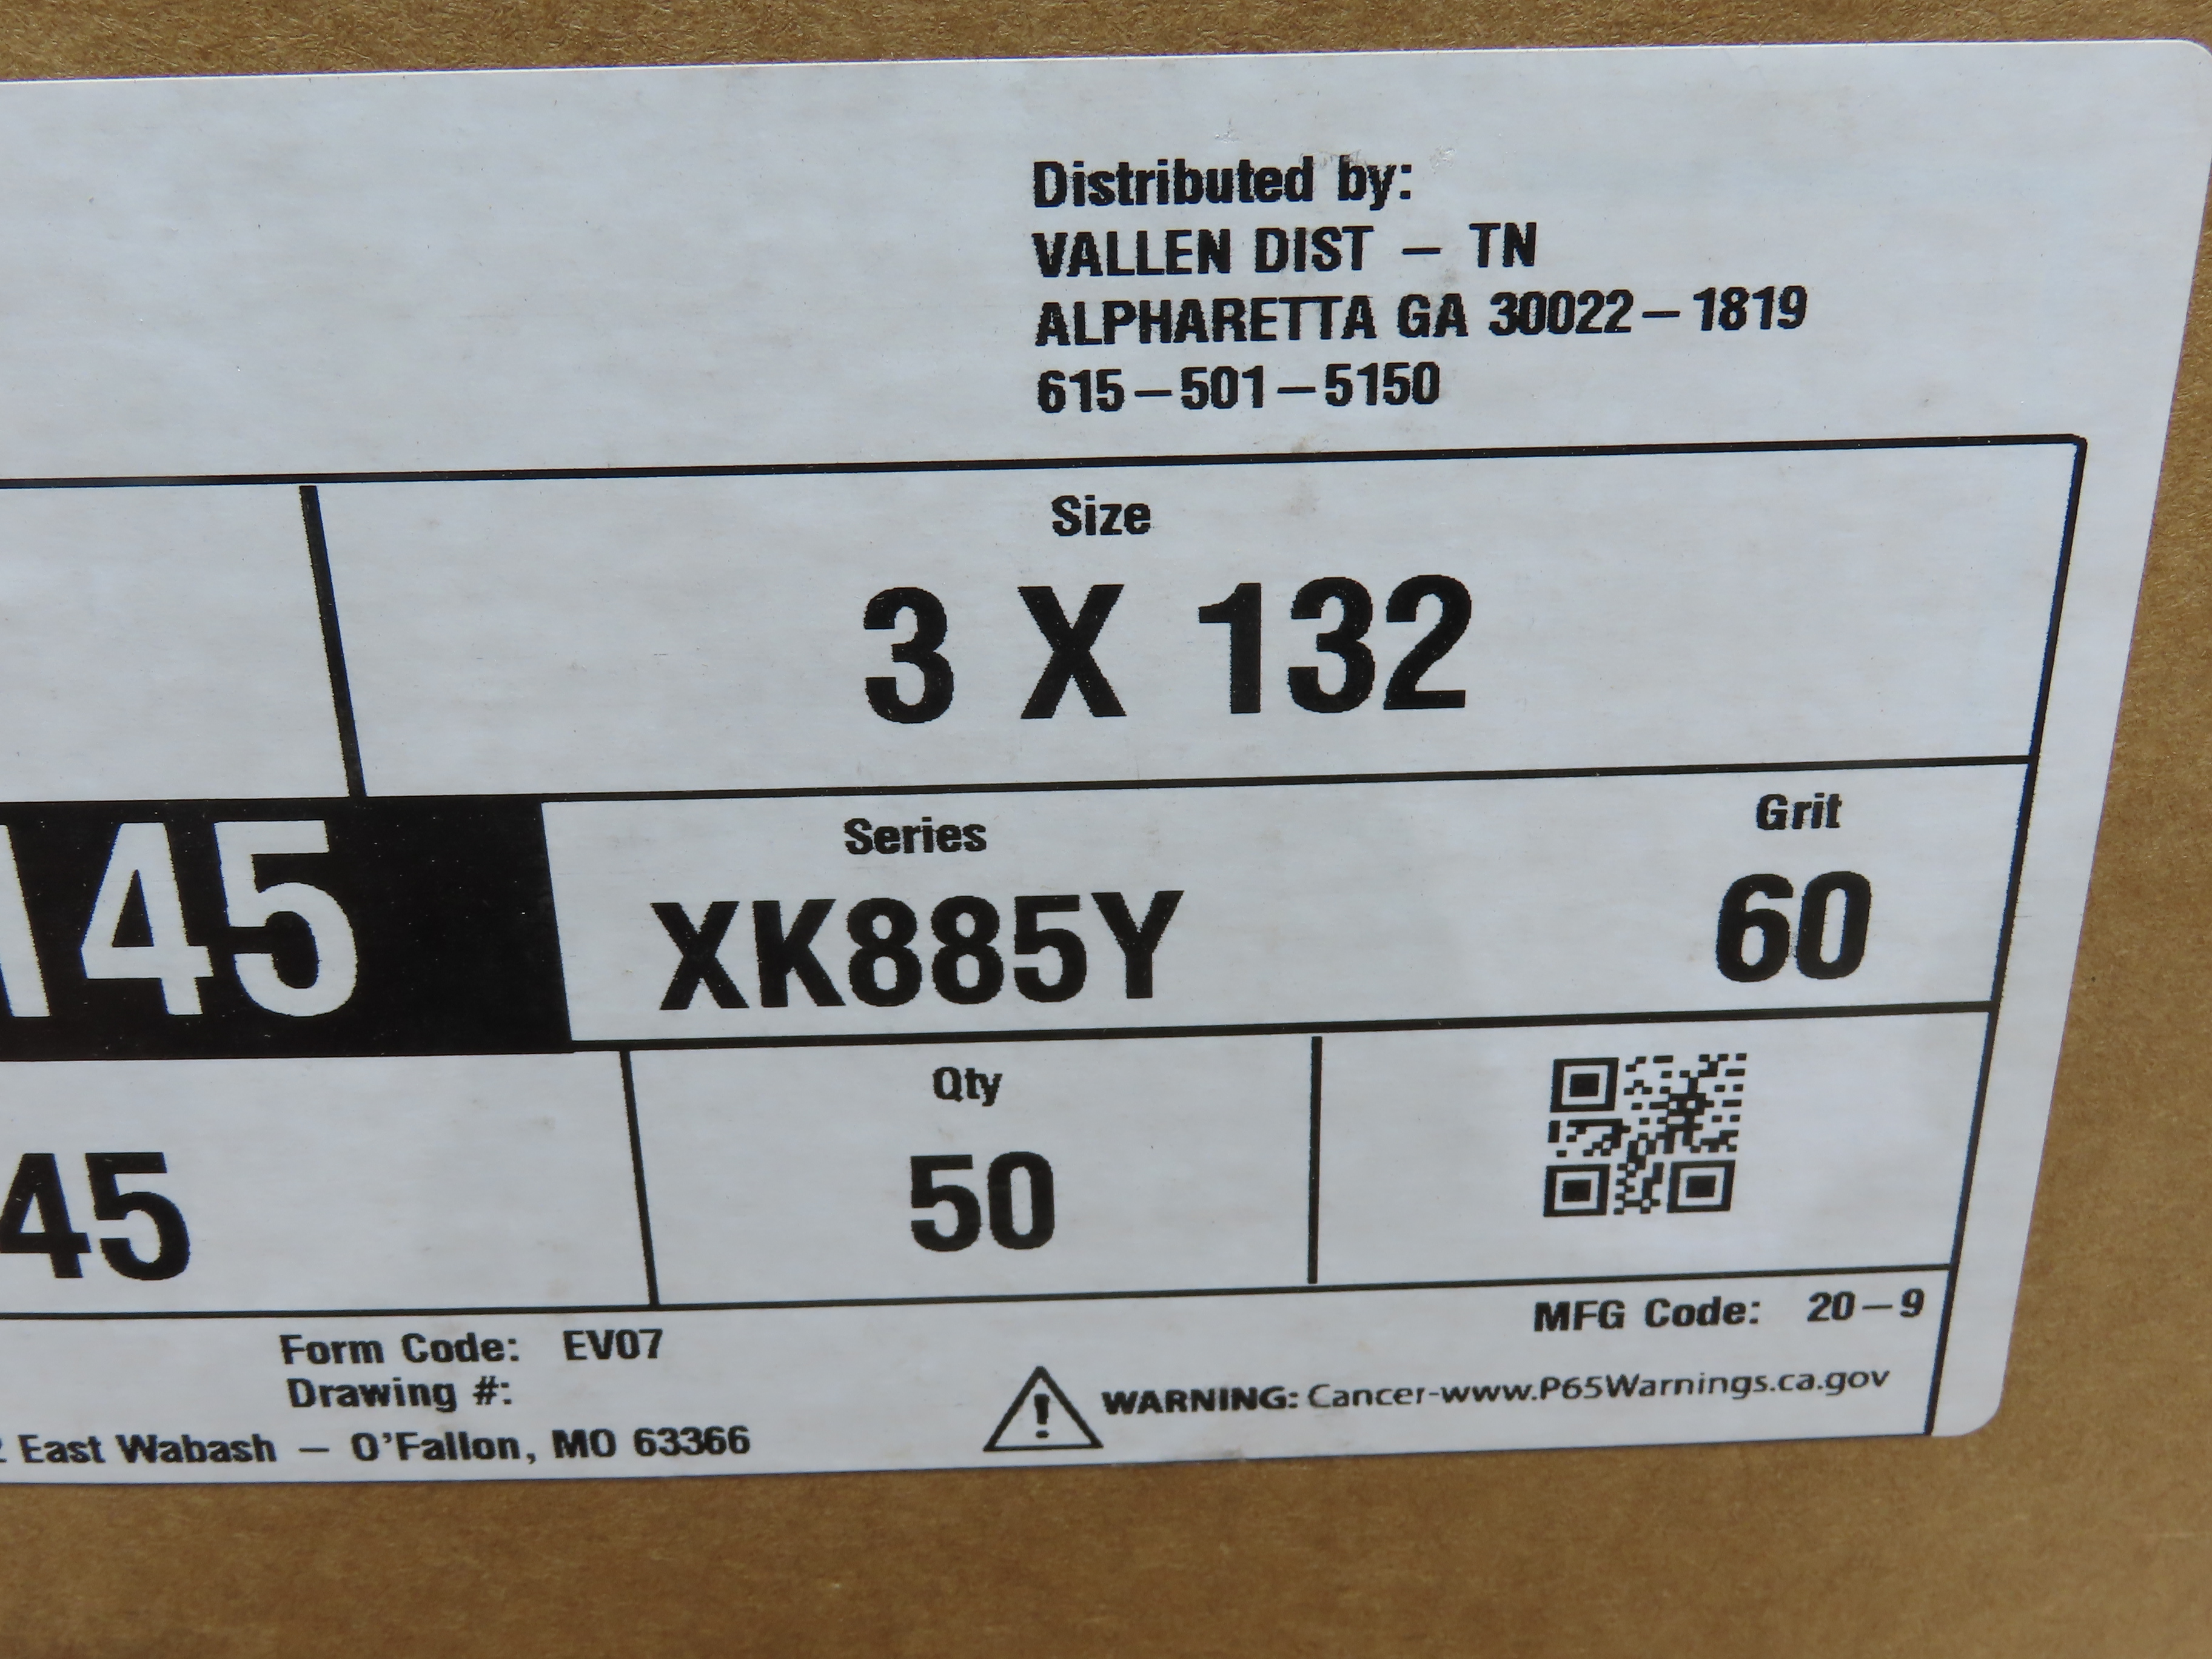 Distributed by:
VALLEN DIST – TN
ALPHARETTA GA 30022–1819
615–501–5150
Size
3 X 132
45
Series
XK885Y
Grit
60
45
Qty
50
MFG Code: 20–9
Form Code: EV07
Drawing #:
WARNING: Cancer-www.P65Warnings.ca.gov
East Wabash – O'Fallon, MO 63366